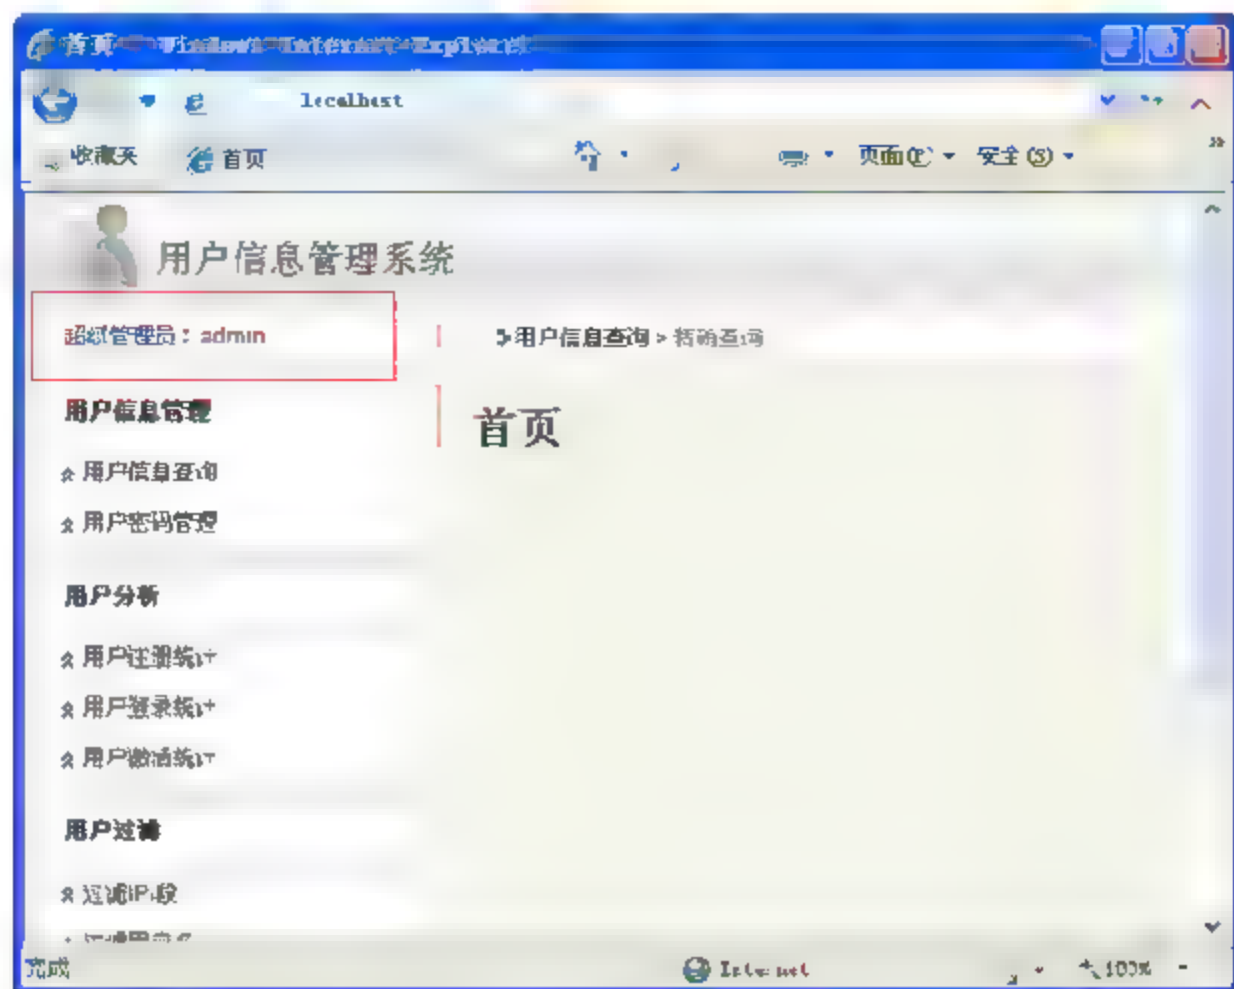 首页 - Windows Internet Explorer
localhost
收藏夹 首页 页面(P) 安全(S)
用户信息管理系统
超级管理员：admin
用户信息查询 > 精确查询
用户信息管理
首页
用户信息查询
用户密码管理
用户分析
用户注册统计
用户登录统计
用户激活统计
用户过滤
过滤IP段
完成 Internet 100%